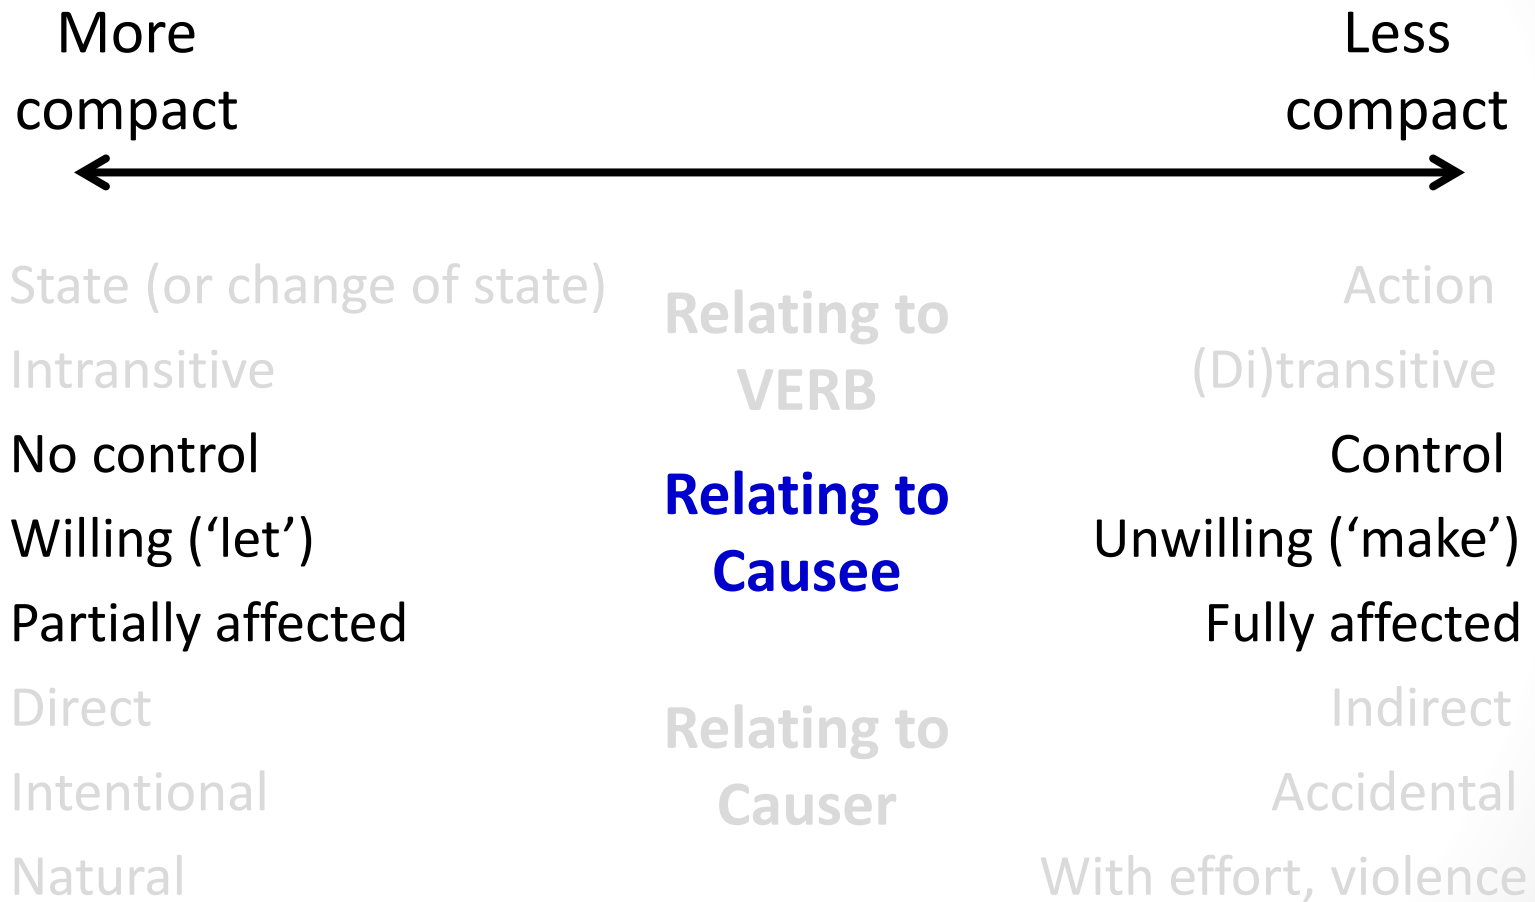 More
compact
Less
compact
State (or change of state)
Relating to
VERB
Action
Intransitive
(Di)transitive
No control
Relating to
Causee
Control
Willing (‘let’)
Unwilling (‘make’)
Partially affected
Fully affected
Direct
Relating to
Causer
Indirect
Intentional
Accidental
Natural
With effort, violence